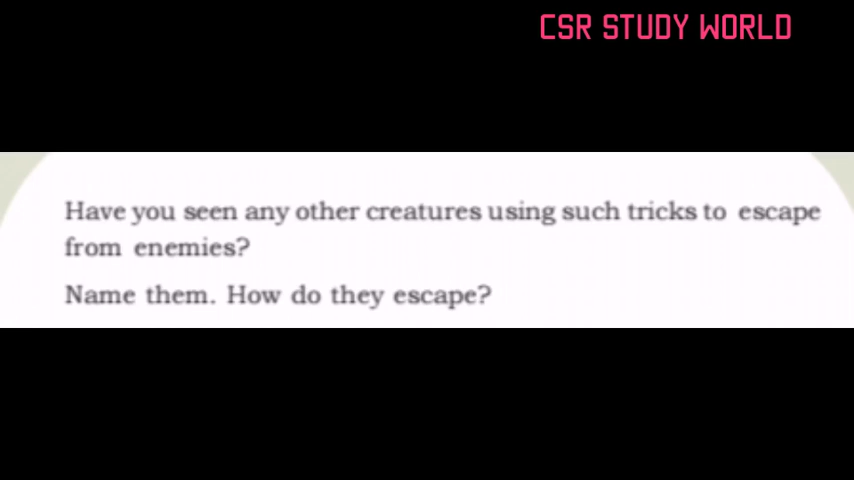 CSR STUDY WORLD
Have you seen any other creatures using such tricks to escape
from enemies?
Name them. How do they escape?